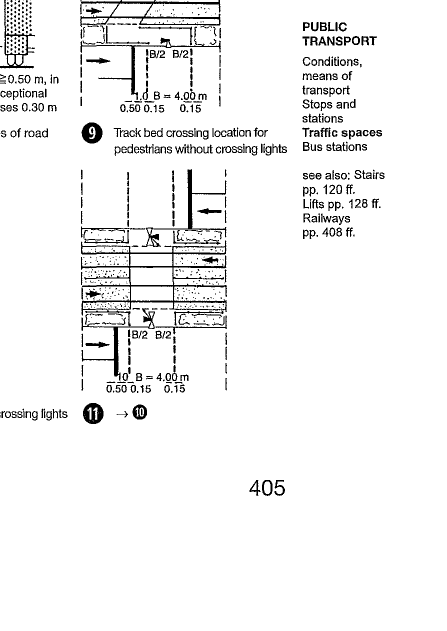 ≧0.50 m, in
ceptional
ses 0.30 m
s of road
B/2 B/2
1.0 B = 4.00 m
0.50 0.15 0.15
9 Track bed crossing location for
pedestrians without crossing lights
B/2 B/2
10 B = 4.00 m
0.50 0.15 0.15
rossing lights
11 → 10
PUBLIC
TRANSPORT
Conditions,
means of
transport
Stops and
stations
Traffic spaces
Bus stations
see also: Stairs
pp. 120 ff.
Lifts pp. 128 ff.
Railways
pp. 408 ff.
405